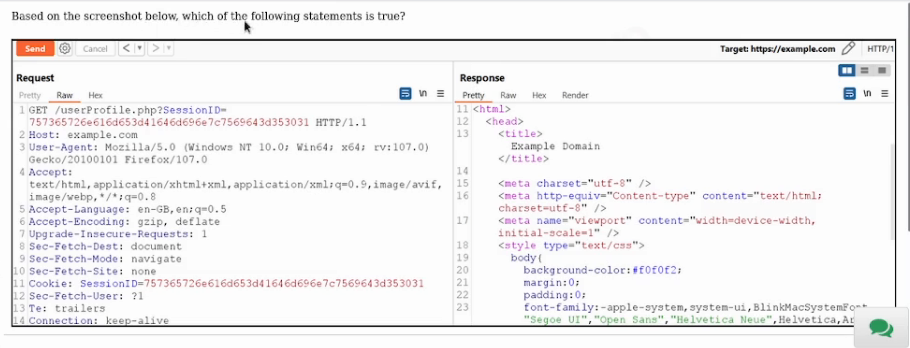 Based on the screenshot below, which of the following statements is true?
Send Cancel < > Target: https://example.com HTTP/1
Request
Pretty Raw Hex \n
1 GET /userProfile.php?SessionID=
757365726e616d653d41646d696e7c7569643d353031 HTTP/1.1
2 Host: example.com
3 User-Agent: Mozilla/5.0 (Windows NT 10.0; Win64; x64; rv:107.0)
Gecko/20100101 Firefox/107.0
4 Accept:
text/html,application/xhtml+xml,application/xml;q=0.9,image/avif,
image/webp,*/*;q=0.8
5 Accept-Language: en-GB,en;q=0.5
6 Accept-Encoding: gzip, deflate
7 Upgrade-Insecure-Requests: 1
8 Sec-Fetch-Dest: document
9 Sec-Fetch-Mode: navigate
10 Sec-Fetch-Site: none
11 Cookie: SessionID=757365726e616d653d41646d696e7c7569643d353031
12 Sec-Fetch-User: ?1
13 Te: trailers
14 Connection: keep-alive
Response
Pretty Raw Hex Render \n
11 <html>
12 <head>
13 <title>
Example Domain
</title>
14
15 <meta charset="utf-8" />
16 <meta http-equiv="Content-type" content="text/html;
charset=utf-8" />
17 <meta name="viewport" content="width=device-width,
initial-scale=1" />
18 <style type="text/css">
19 body{
20 background-color:#f0f0f2;
21 margin:0;
22 padding:0;
23 font-family:-apple-system,system-ui,BlinkMacSystemFont
"Segoe UI","Open Sans","Helvetica Neue",Helvetica,Ar